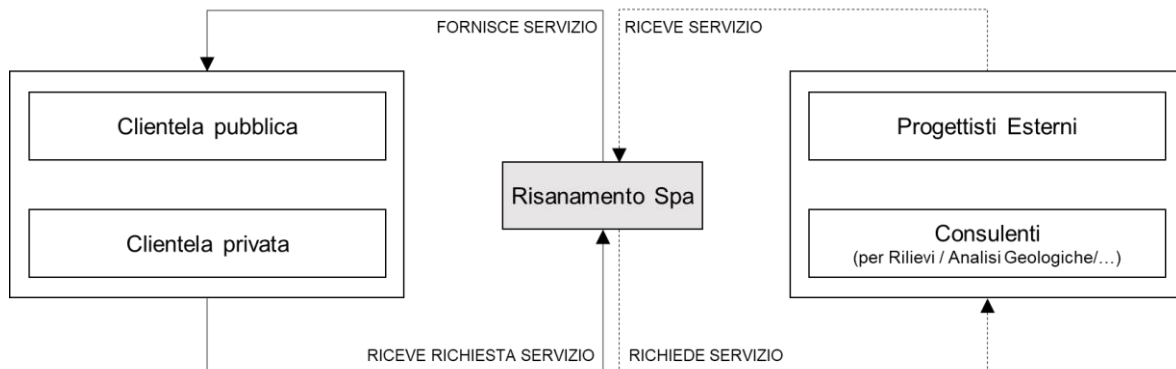 FORNISCE SERVIZIO
RICEVE SERVIZIO
Clientela pubblica
Clientela privata
Risanamento Spa
Progettisti Esterni
Consulenti
(per Rilievi / Analisi Geologiche/…)
RICEVE RICHIESTA SERVIZIO
RICHIEDE SERVIZIO